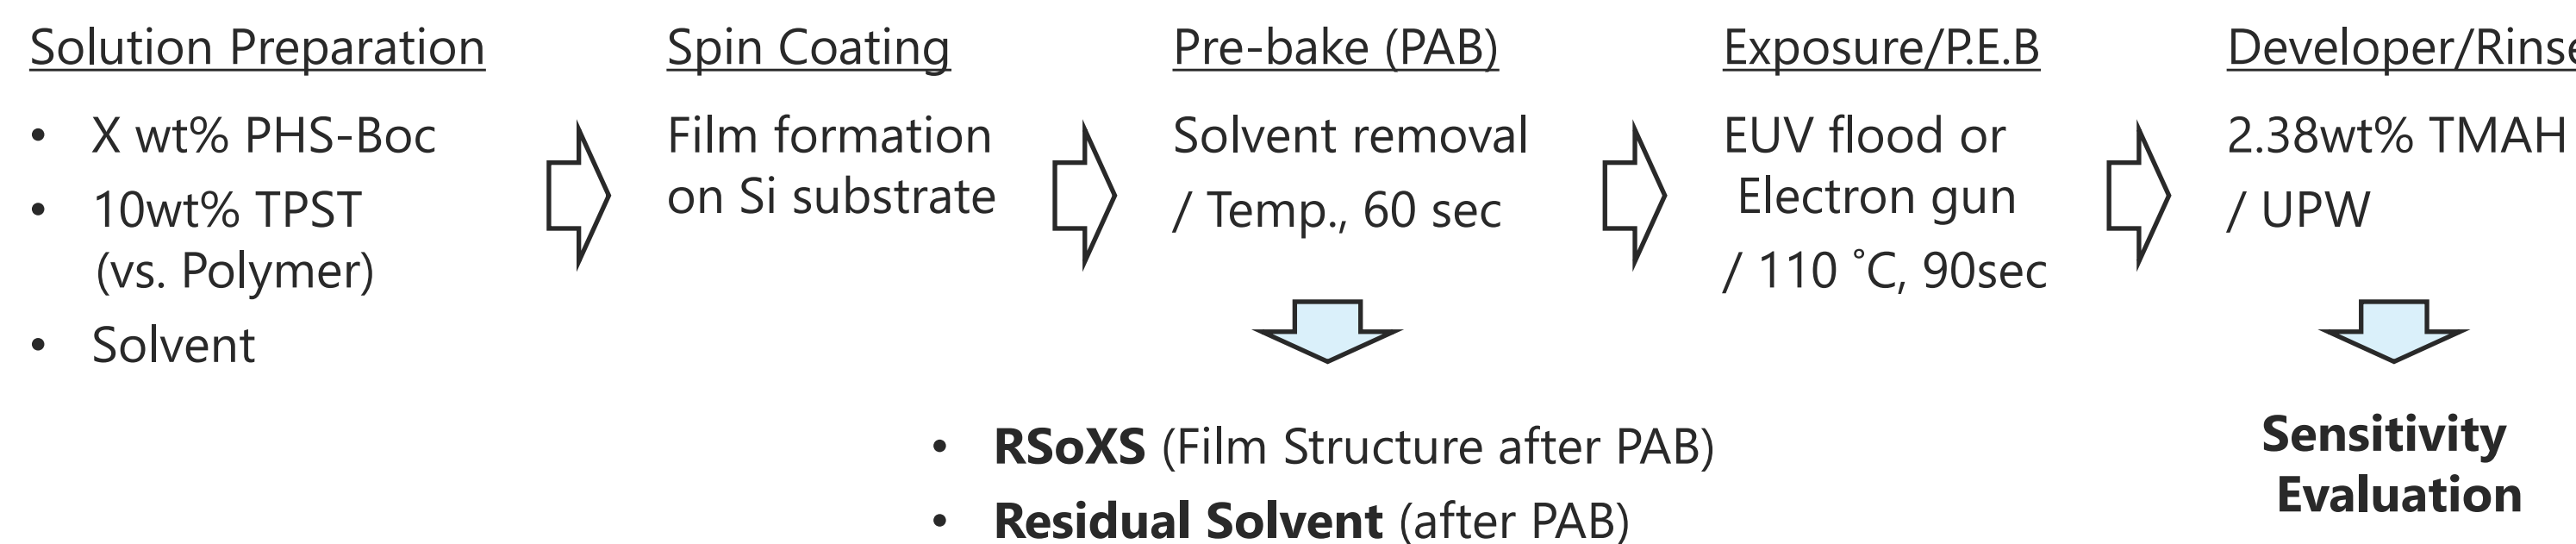 Solution Preparation
• X wt% PHS-Boc
• 10wt% TPST
(vs. Polymer)
• Solvent
Spin Coating
Film formation
on Si substrate
Pre-bake (PAB)
Solvent removal
/ Temp., 60 sec
• RSoXS (Film Structure after PAB)
• Residual Solvent (after PAB)
Exposure/P.E.B
EUV flood or
Electron gun
/ 110 ˚C, 90sec
Developer/Rinse
2.38wt% TMAH
/ UPW
Sensitivity
Evaluation